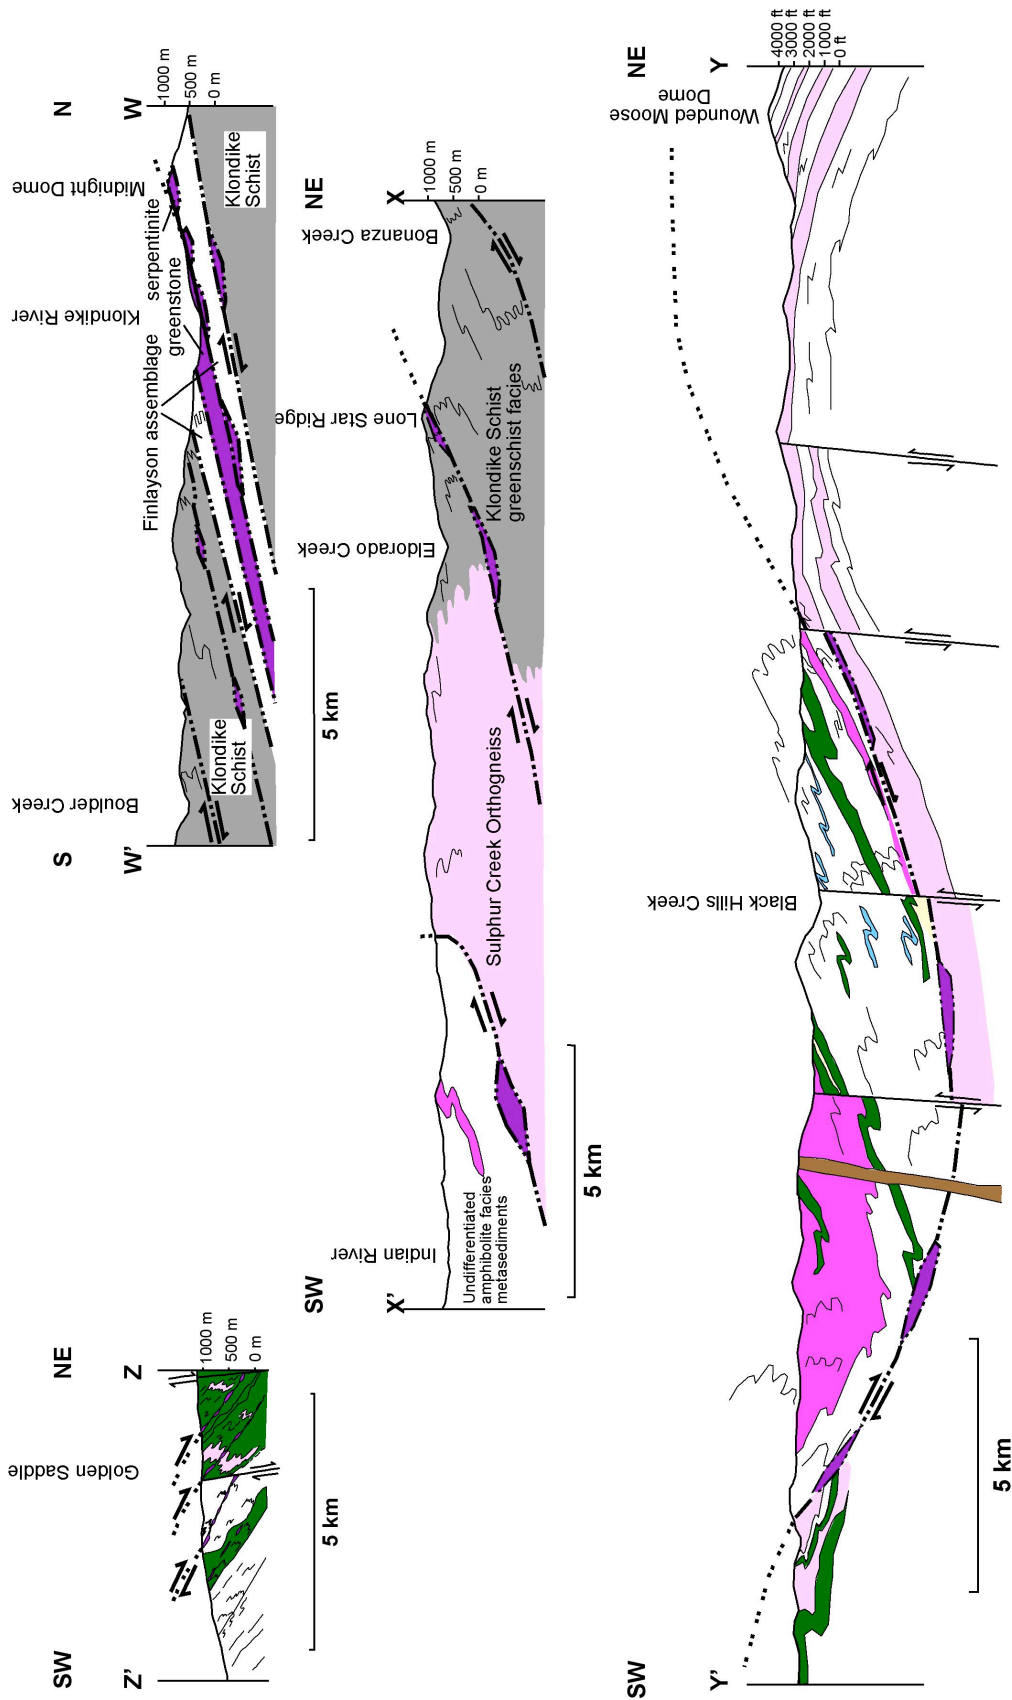 S
N
W'
W
Boulder Creek
Klondike River
Midnight Dome
Finlayson assemblage
serpentinite
greenstone
Klondike
Schist
Klondike
Schist
1000 m
500 m
0 m
5 km
SW
NE
X'
X
Indian River
Eldorado Creek
Lone Star Ridge
Bonanza Creek
1000 m
500 m
0 m
Undifferentiated
amphibolite facies
metasediments
Sulphur Creek Orthogneiss
Klondike Schist
greenschist facies
5 km
SW
NE
Z'
Z
Golden Saddle
1000 m
500 m
0 m
5 km
SW
NE
Y'
Y
Black Hills Creek
Wounded Moose
Dome
4000 ft
3000 ft
2000 ft
1000 ft
0 ft
5 km